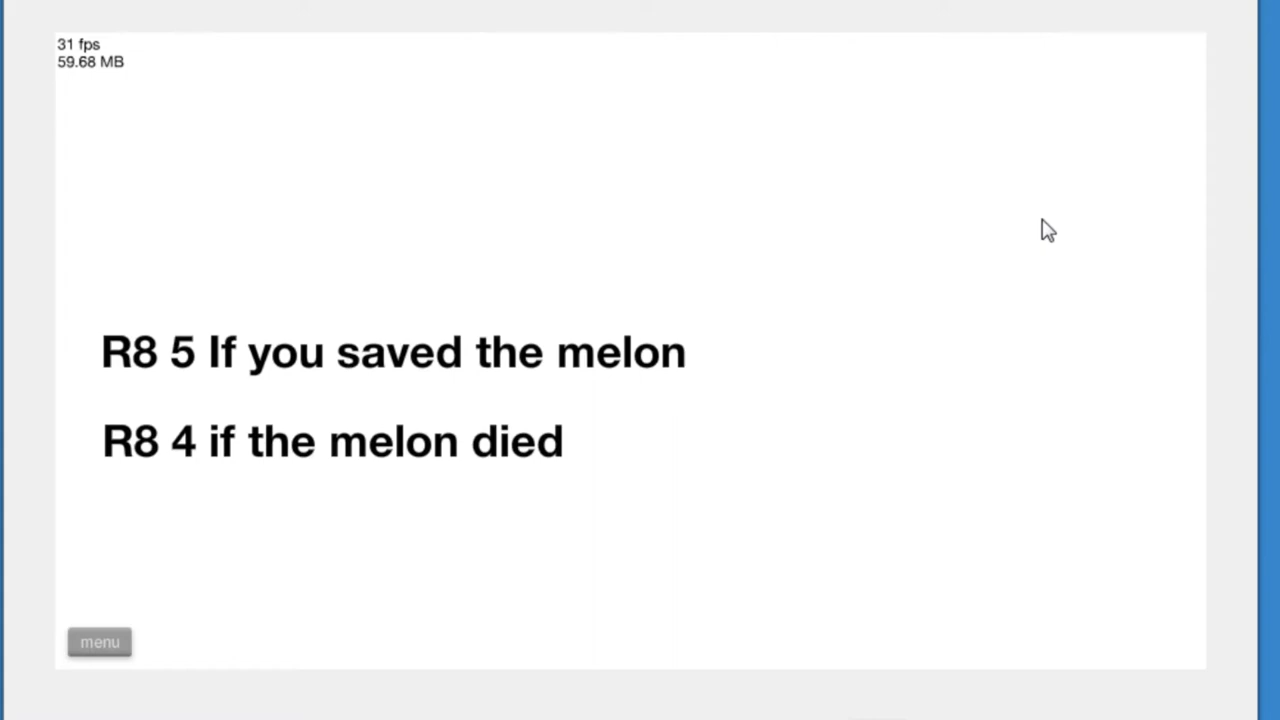 31 fps
59.68 MB
R8 5 If you saved the melon
R8 4 if the melon died
menu